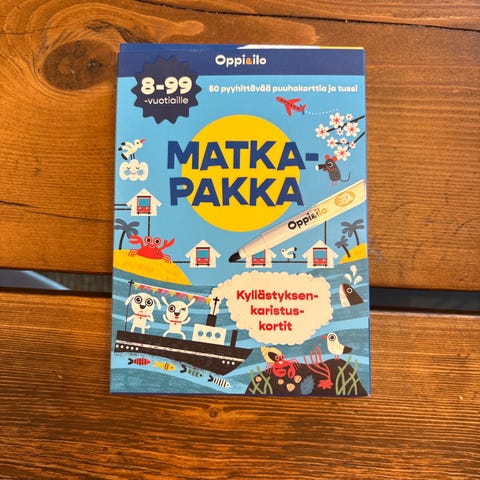 Oppi&ilo
8-99
-vuotiaille
50 pyyhittävää puuhakorttia ja tussi
MATKA-
PAKKA
Oppi&ilo
Kyllästyksen-
karistus-
kortit